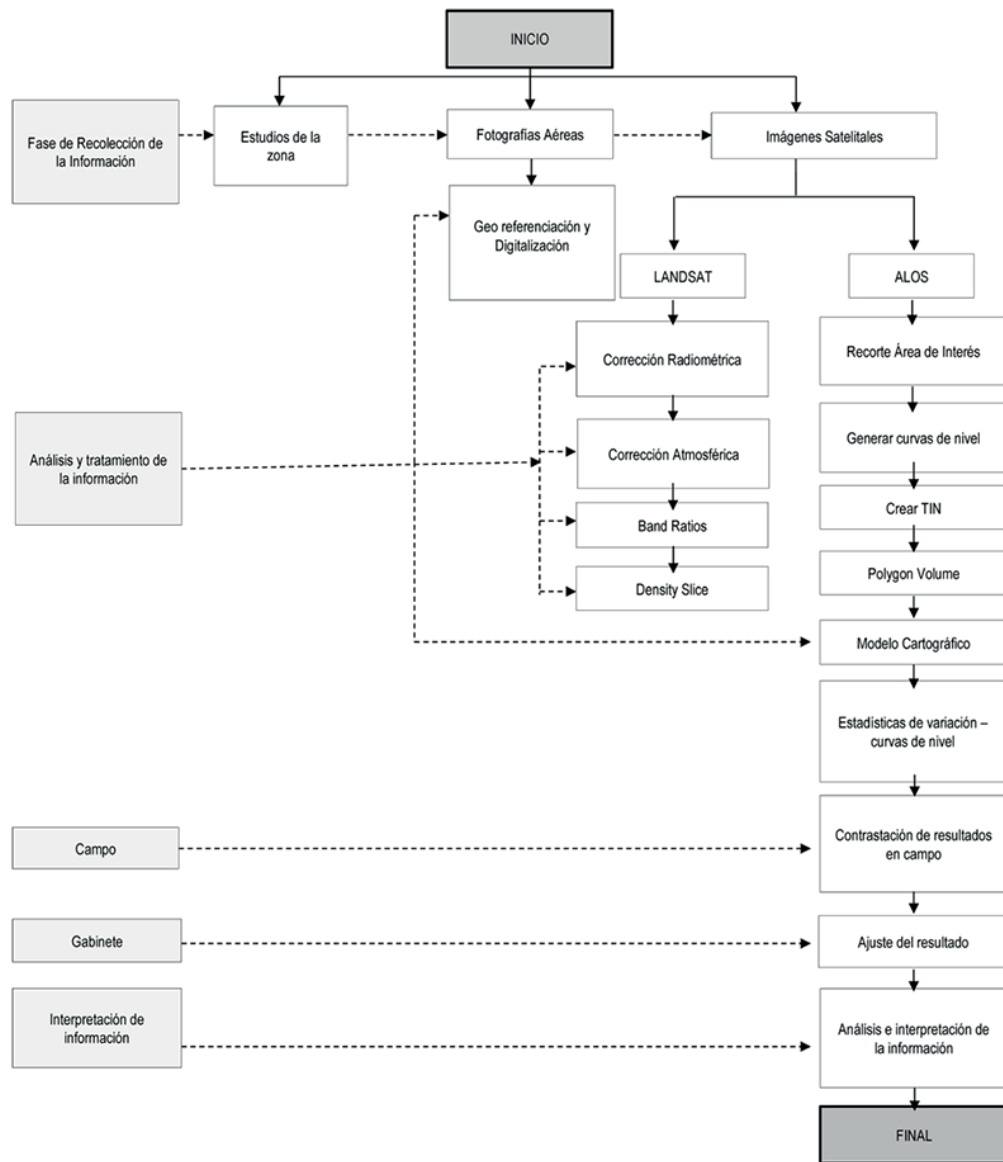 INICIO
Fase de Recolección de
la Información
Estudios de la
zona
Fotografías Aéreas
Imágenes Satelitales
Geo referenciación y
Digitalización
LANDSAT
ALOS
Corrección Radiométrica
Recorte Área de Interés
Análisis y tratamiento de
la información
Corrección Atmosférica
Generar curvas de nivel
Band Ratios
Crear TIN
Density Slice
Polygon Volume
Modelo Cartográfico
Estadísticas de variación –
curvas de nivel
Campo
Contrastación de resultados
en campo
Gabinete
Ajuste del resultado
Interpretación de
información
Análisis e interpretación de
la información
FINAL